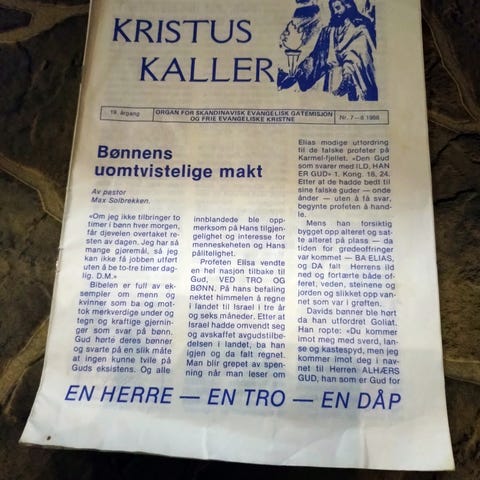 KRISTUS
KALLER
19. årgang
ORGAN FOR SKANDINAVISK EVANGELISK GATEMISJON
OG FRIE EVANGELISKE KRISTNE
Nr. 7—8 1988
Bønnens
uomtvistelige makt
Av pastor
Max Solbrekken.
«Om jeg ikke tilbringer to
timer i bønn hver morgen,
får djevelen overtaket re-
sten av dagen. Jeg har så
mange gjøremål, så jeg
kan ikke få jobben utført
uten å be to-tre timer dag-
lig. D.M.»
Bibelen er full av ek-
sempler om menn og
kvinner som ba og mot-
tok merkverdige under og
tegn og kraftige gjernin-
ger som svar på bønn.
Gud hørte deres bønner
og svarte på en slik måte
at ingen kunne tvile på
Guds eksistens. Og alle
innblandede ble opp-
merksom på Hans tilgjen-
gelighet og interesse for
menneskeheten og Hans
pålitelighet.
Profeten Elisa vendte
en hel nasjon tilbake til
Gud, VED TRO OG
BØNN. På hans befaling
nektet himmelen å regne
i landet til Israel i tre år
og seks måneder. Etter at
Israel hadde omvendt seg
og avskaffet avgudstilbe-
delsen i landet, ba han
igjen og da falt regnet.
Man blir grepet av spen-
ning når man leser om
Elias modige utfordring
til de falske profeter på
Karmel-fjellet. «Den Gud
som svarer med ILD, HAN
ER GUD» 1. Kong. 18, 24.
Etter at de hadde bedt til
sine falske guder — onde
ånder — uten å få svar,
begynte profeten å hand-
le.
Mens han forsiktig
bygget opp alteret og sat-
te alteret på plass — da
tiden for gredeoffringer
var kommet — BA ELIAS,
og DA falt Herrens ild
ned og fortærte både of-
feret, veden, steinene og
jorden og slikket opp van-
net som var i grøften.
Davids bønner ble hørt
da han utfordret Goliat.
Han ropte: «Du kommer
imot meg med sverd, lan-
se og kastespyd, men jeg
kommer imot deg i nav-
net til Herren ALHÆRS
GUD, han som er Gud for
EN HERRE — EN TRO — EN DÅP